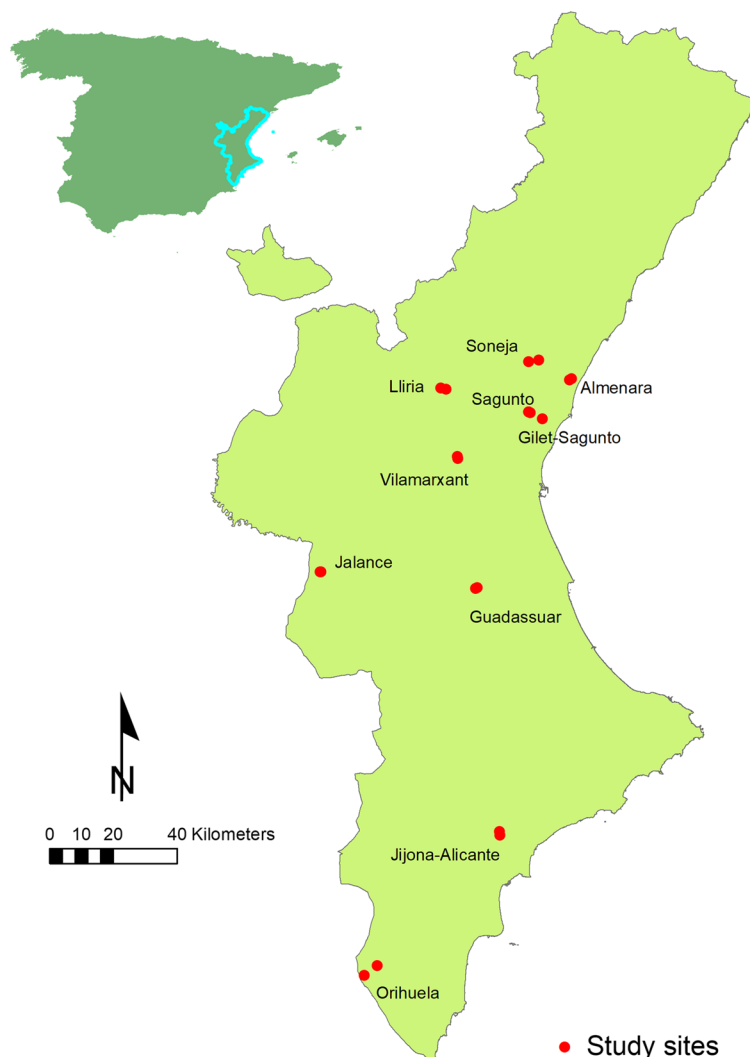 Soneja
Lliria
Almenara
Sagunto
Gilet-Sagunto
Vilamarxant
Jalance
Guadassuar
N
0 10 20 40 Kilometers
Jijona-Alicante
Orihuela
Study sites